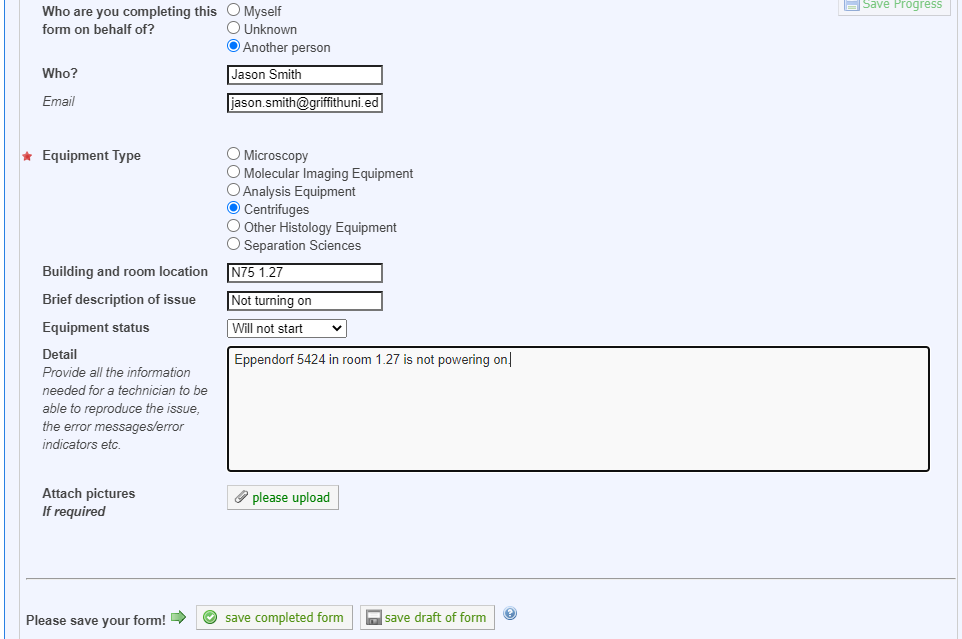 Who are you completing this form on behalf of?
Myself
Unknown
Another person
Save Progress
Who?
Jason Smith
Email
jason.smith@griffithuni.ed
Equipment Type
Microscopy
Molecular Imaging Equipment
Analysis Equipment
Centrifuges
Other Histology Equipment
Separation Sciences
Building and room location
N75 1.27
Brief description of issue
Not turning on
Equipment status
Will not start
Detail
Provide all the information
needed for a technician to be
able to reproduce the issue,
the error messages/error
indicators etc.
Eppendorf 5424 in room 1.27 is not powering on.
Attach pictures
If required
please upload
Please save your form!
save completed form
save draft of form